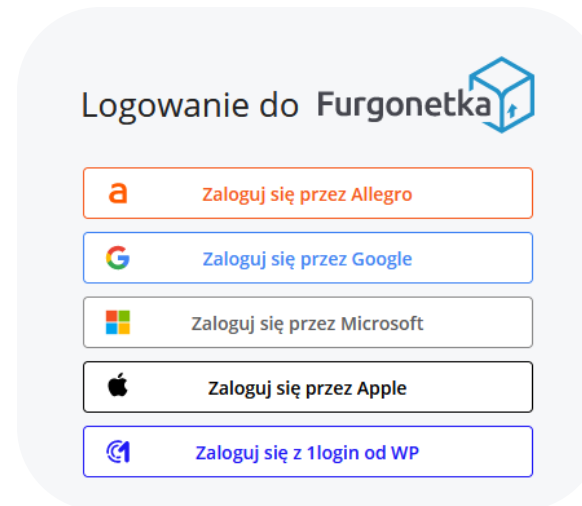 Logowanie do Furgonetka
Zaloguj się przez Allegro
Zaloguj się przez Google
Zaloguj się przez Microsoft
Zaloguj się przez Apple
Zaloguj się z 1login od WP